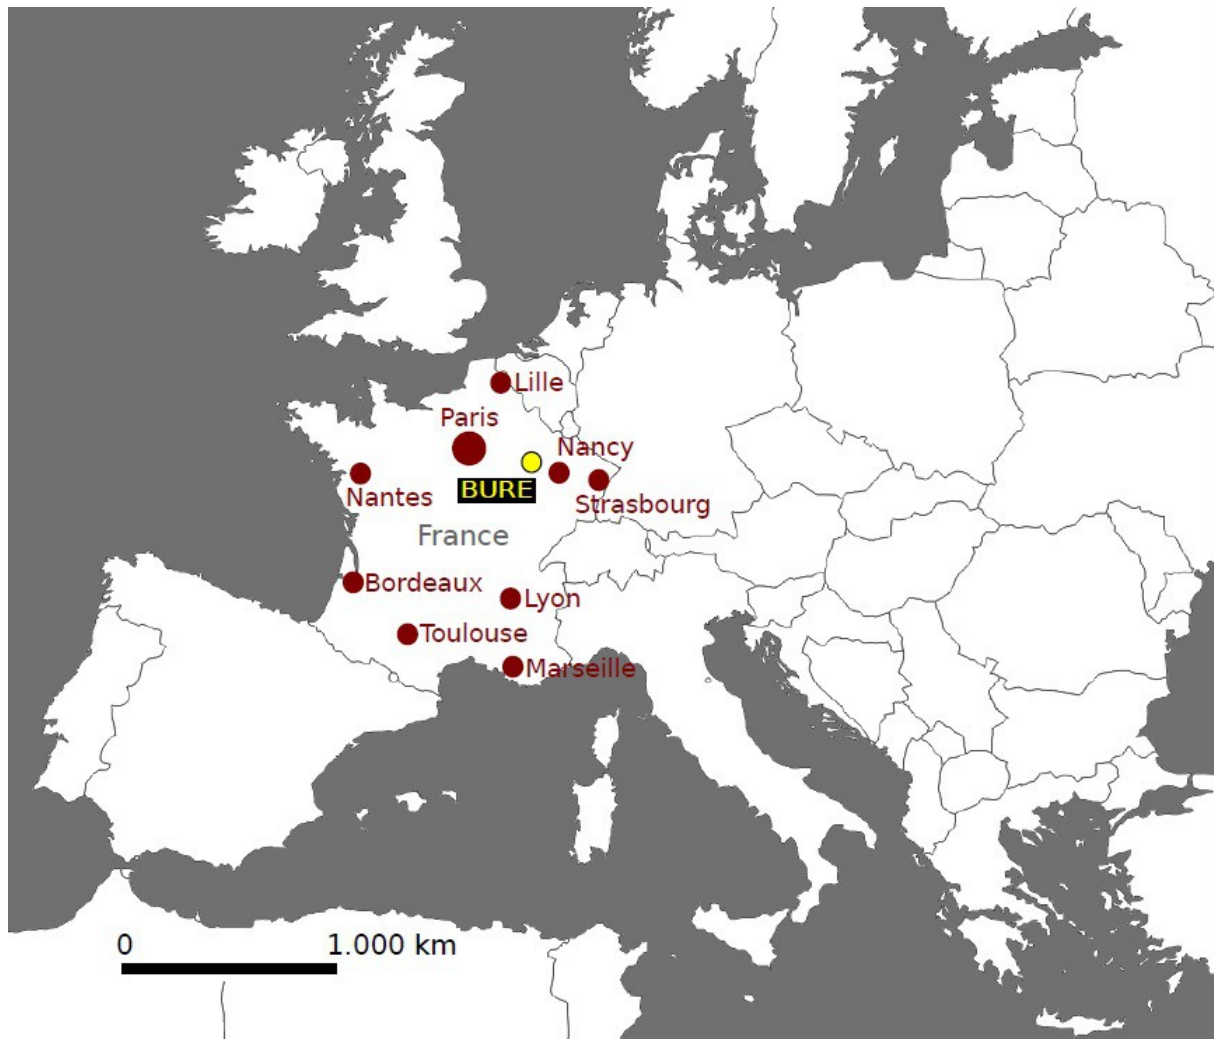 Lille
Paris
Nancy
Nantes
BURE
Strasbourg
France
Bordeaux
Lyon
Toulouse
Marseille
0
1.000 km